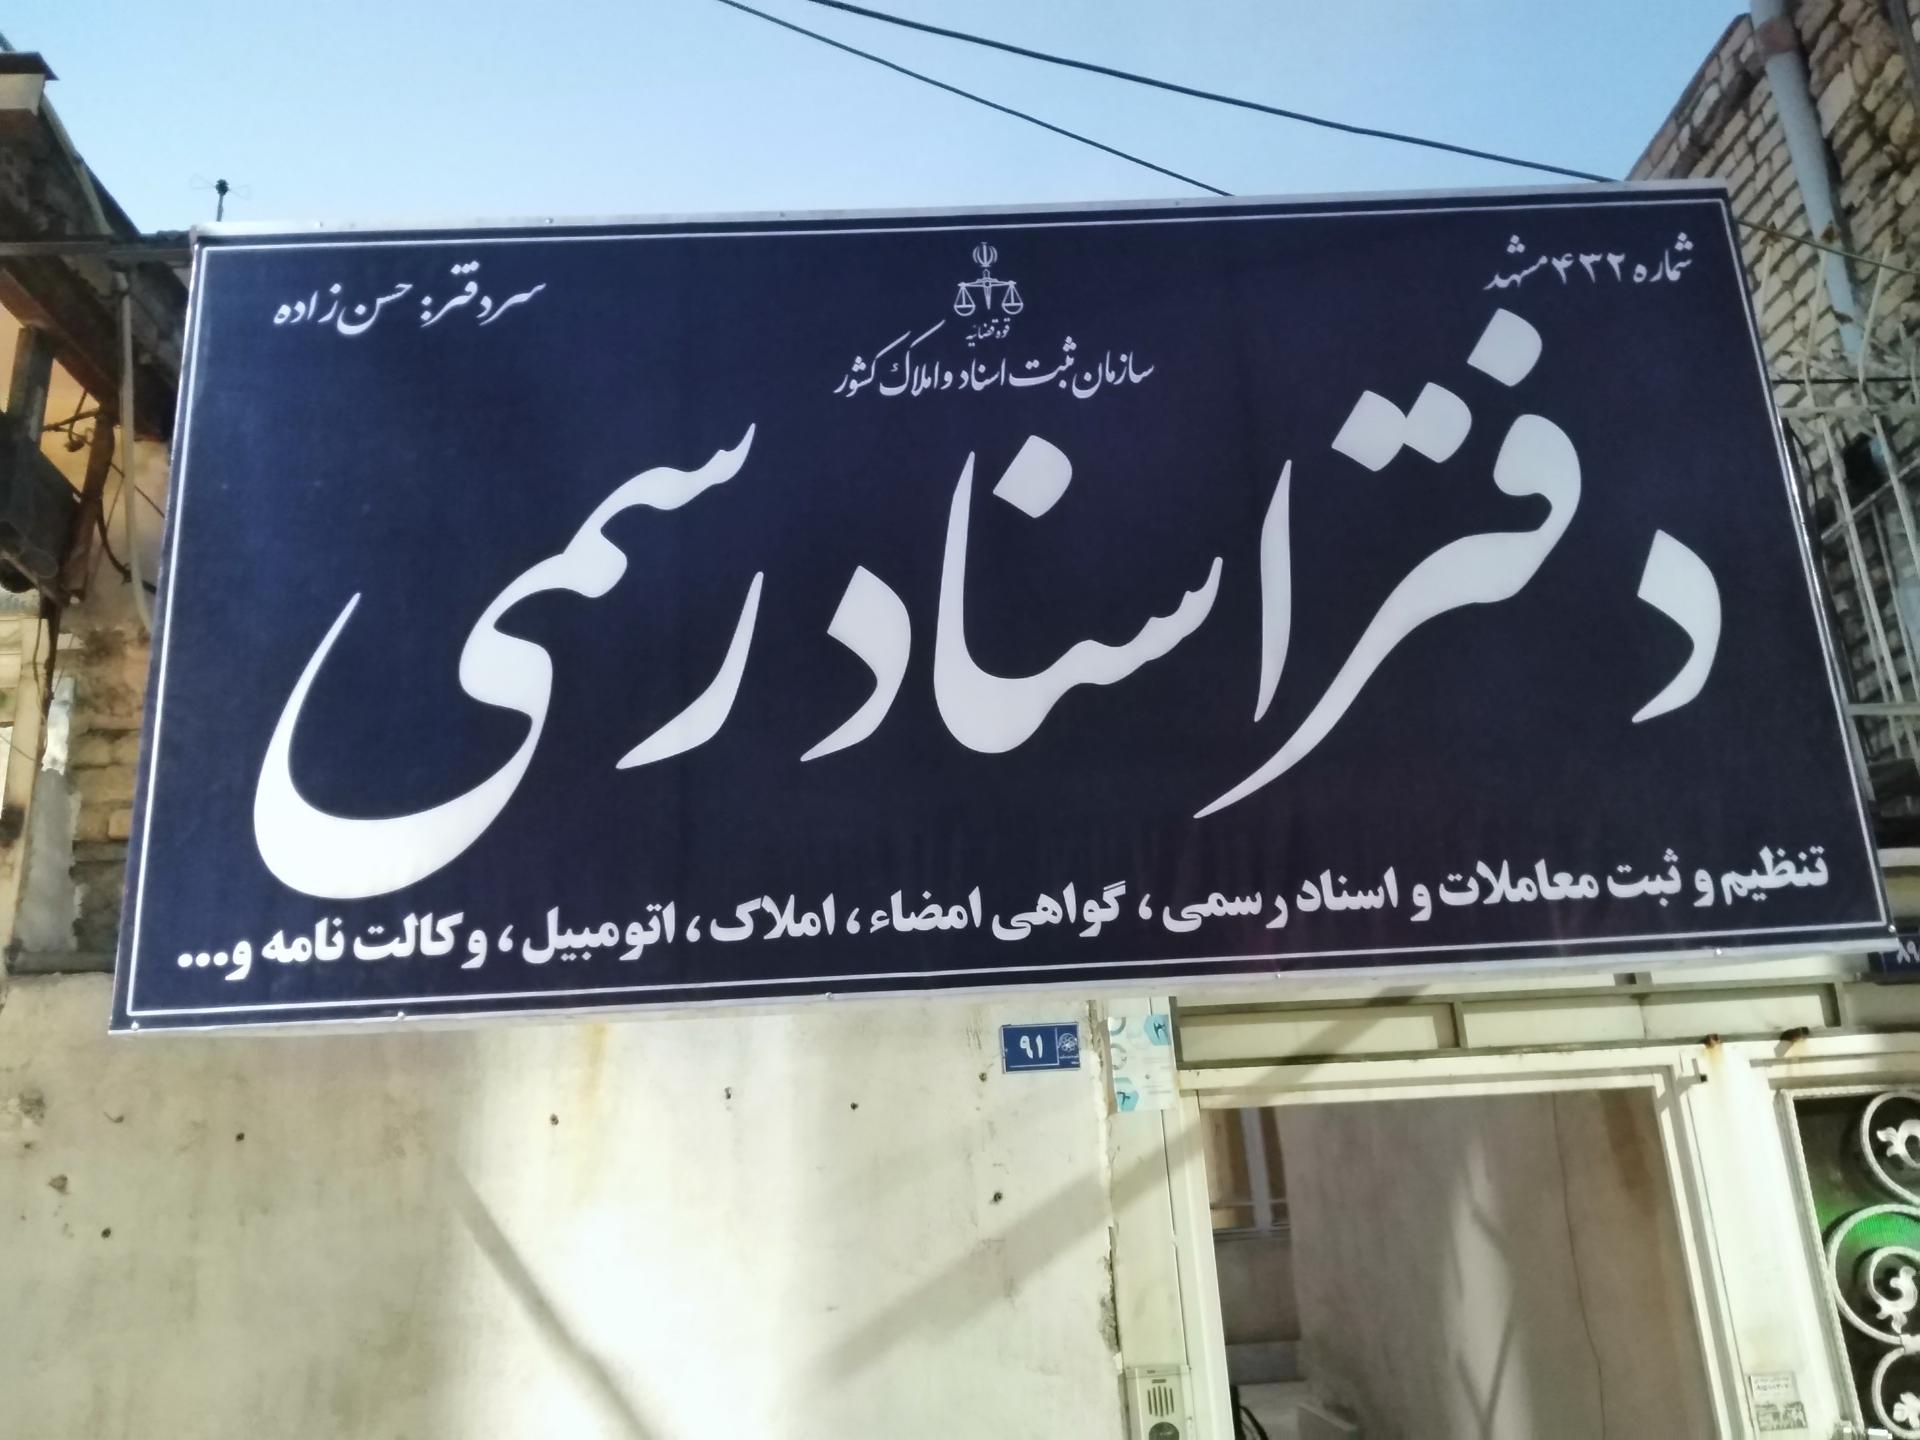 شماره ۴۳۲ مشهد
قوه قضائیه
سازمان ثبت اسناد و املاک کشور
سردفتر: حسن زاده
دفتر اسناد رسمی
تنظیم و ثبت معاملات و اسناد رسمی، گواهی امضاء، املاک، اتومبیل، وکالت نامه و...
۸۹
۹۱